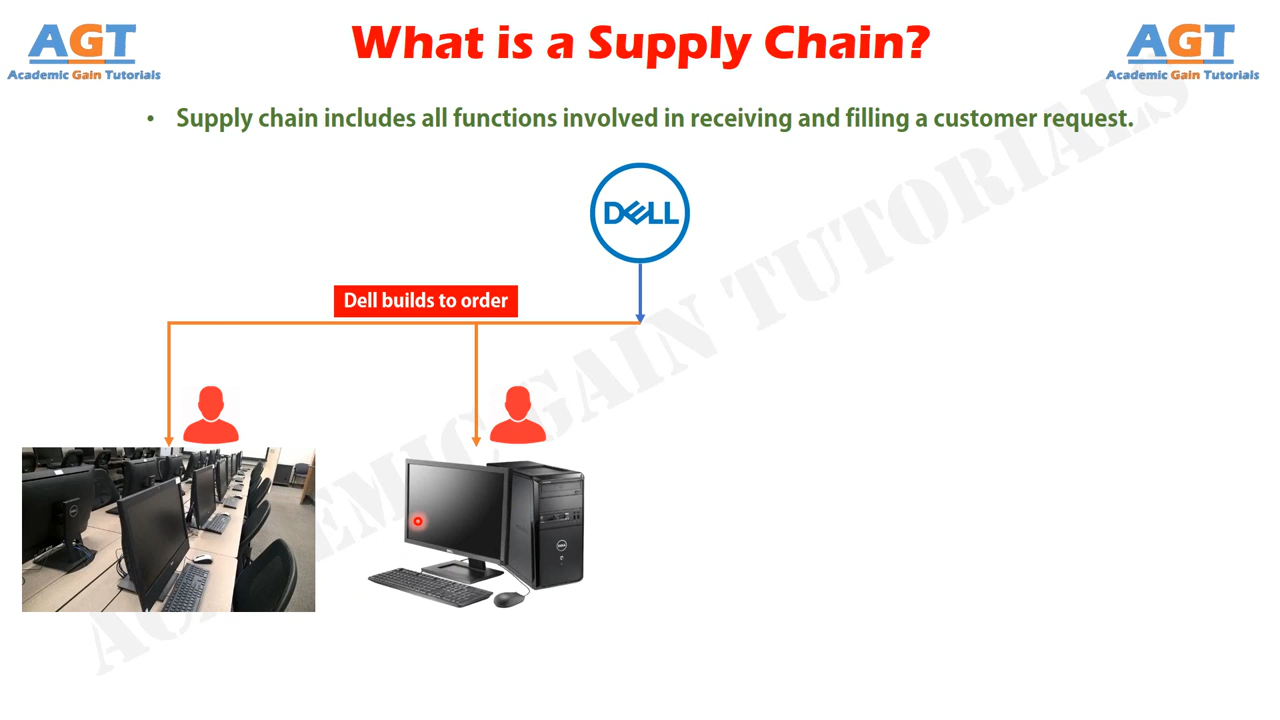 AGT
Academic Gain Tutorials
What is a Supply Chain?
AGT
Academic Gain Tutorials
• Supply chain includes all functions involved in receiving and filling a customer request.
DELL
Dell builds to order
ACADEMIC GAIN TUTORIALS